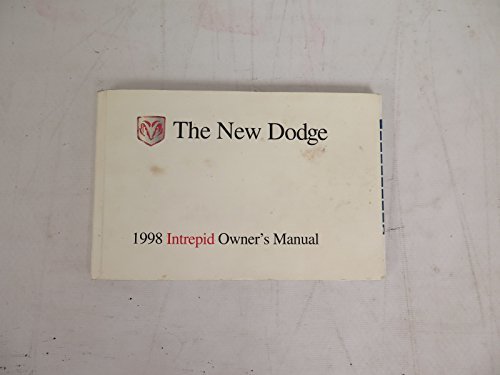 The New Dodge
1998 Intrepid Owner's Manual